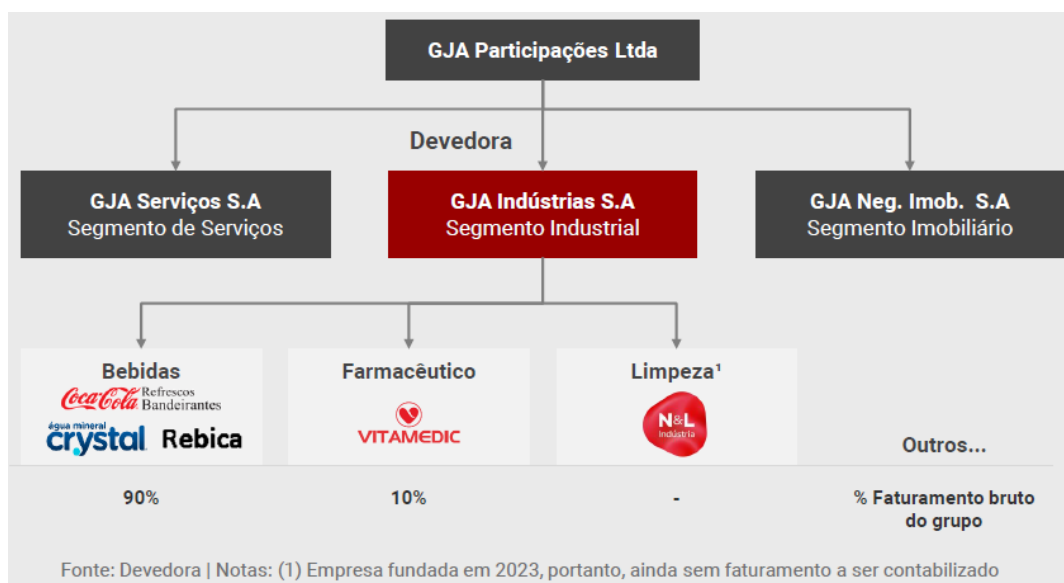 GJA Participações Ltda
Devedora
GJA Serviços S.A
Segmento de Serviços
GJA Indústrias S.A
Segmento Industrial
GJA Neg. Imob. S.A
Segmento Imobiliário
Bebidas
Coca-Cola Refrescos Bandeirantes
água mineral
crystal Rebica
Farmacêutico
VITAMEDIC
Limpeza¹
N&L
Indústria
Outros...
90%
10%
-
% Faturamento bruto
do grupo
Fonte: Devedora | Notas: (1) Empresa fundada em 2023, portanto, ainda sem faturamento a ser contabilizado